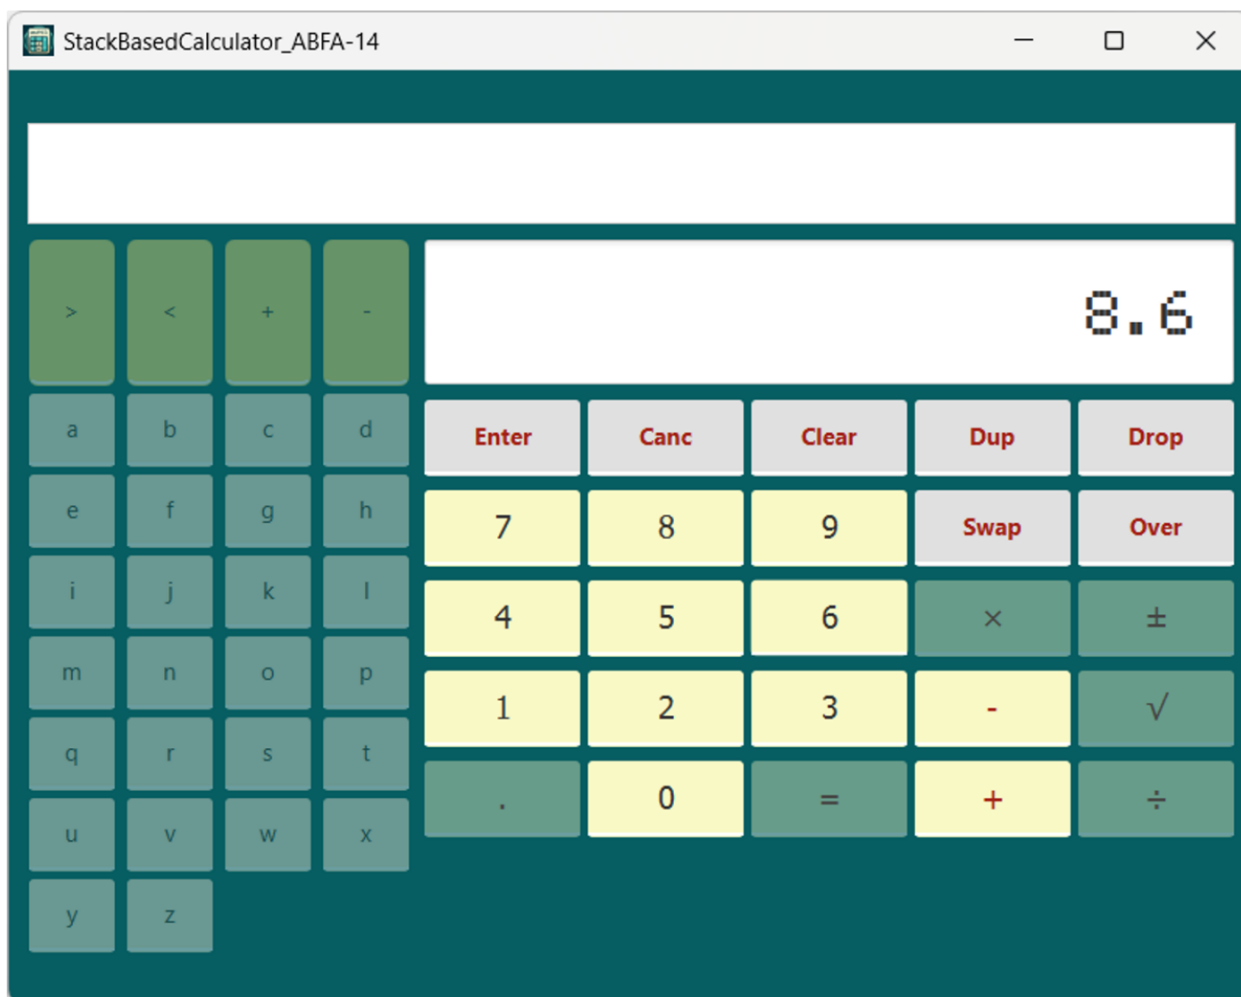 StackBasedCalculator_ABFA-14
8.6
> < + -
a b c d
e f g h
i j k l
m n o p
q r s t
u v w x
y z
Enter Canc Clear Dup Drop
7 8 9 Swap Over
4 5 6 × ±
1 2 3 - √
. 0 = + ÷